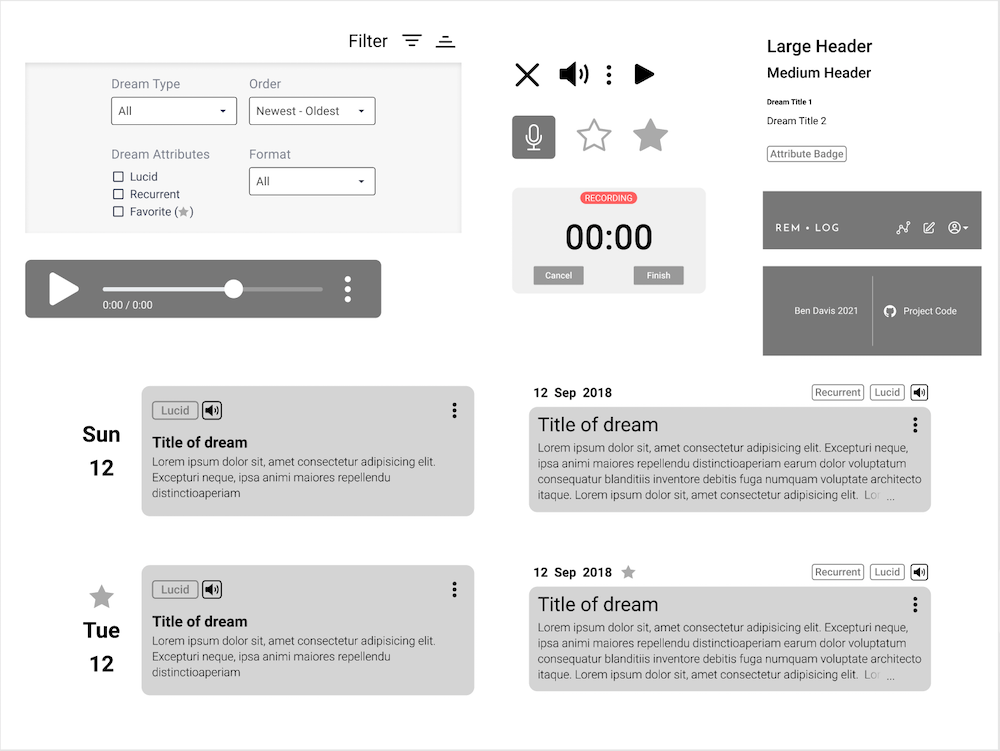 Filter
Dream Type
Order
All
Newest - Oldest
Dream Attributes
Format
Lucid
Recurrent
Favorite (★)
All
0:00 / 0:00
RECORDING
00:00
Cancel
Finish
Large Header
Medium Header
Dream Title 1
Dream Title 2
Attribute Badge
REM • LOG
Ben Davis 2021
Project Code
Sun
12
Lucid
Title of dream
Lorem ipsum dolor sit, amet consectetur adipisicing elit.
Excepturi neque, ipsa animi maiores repellendu
distinctioaperiam
12 Sep 2018
Recurrent
Lucid
Title of dream
Lorem ipsum dolor sit, amet consectetur adipisicing elit. Excepturi neque,
ipsa animi maiores repellendu distinctioaperiam earum dolor voluptatum
consequatur blanditiis inventore debitis fuga numquam voluptate architecto
itaque. Lorem ipsum dolor sit, amet consectetur adipisicing elit. Lo ...
Tue
12
Lucid
Title of dream
Lorem ipsum dolor sit, amet consectetur adipisicing elit.
Excepturi neque, ipsa animi maiores repellendu
distinctioaperiam
12 Sep 2018
Recurrent
Lucid
Title of dream
Lorem ipsum dolor sit, amet consectetur adipisicing elit. Excepturi neque,
ipsa animi maiores repellendu distinctioaperiam earum dolor voluptatum
consequatur blanditiis inventore debitis fuga numquam voluptate architecto
itaque. Lorem ipsum dolor sit, amet consectetur adipisicing elit. Lo ...